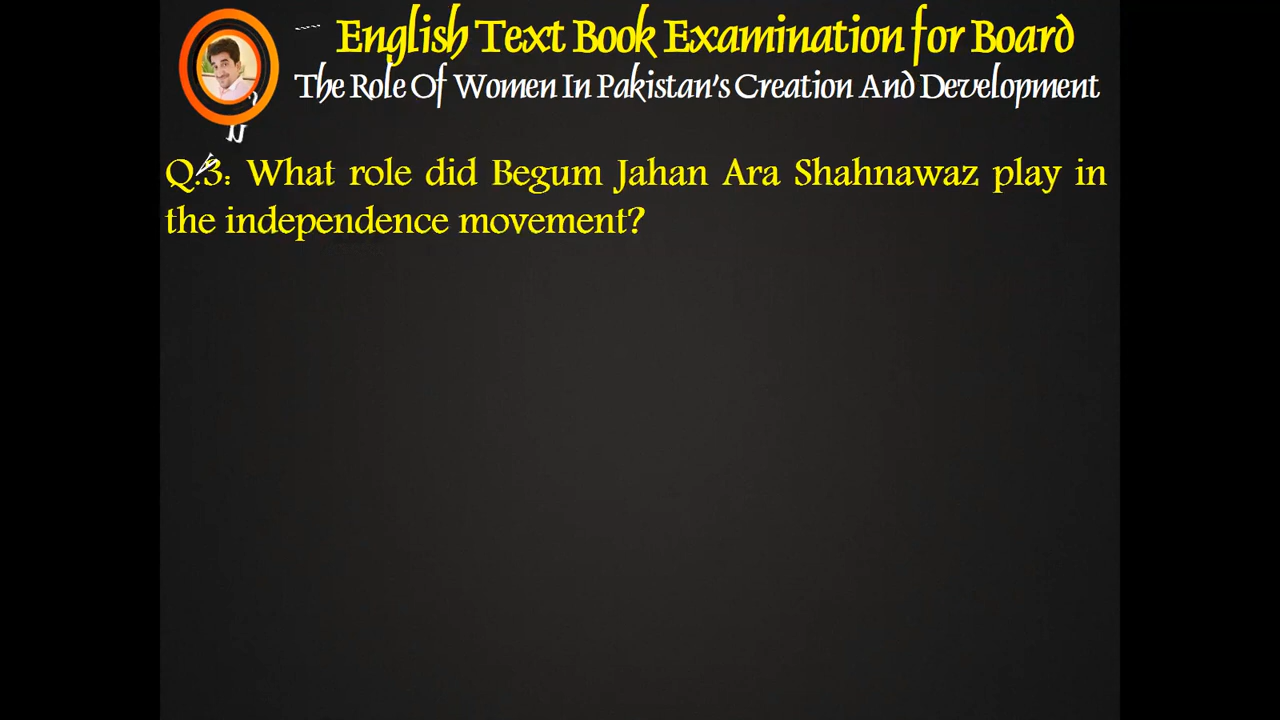 English Text Book Examination for Board
The Role Of Women In Pakistan's Creation And Development
Q.3: What role did Begum Jahan Ara Shahnawaz play in
the independence movement?